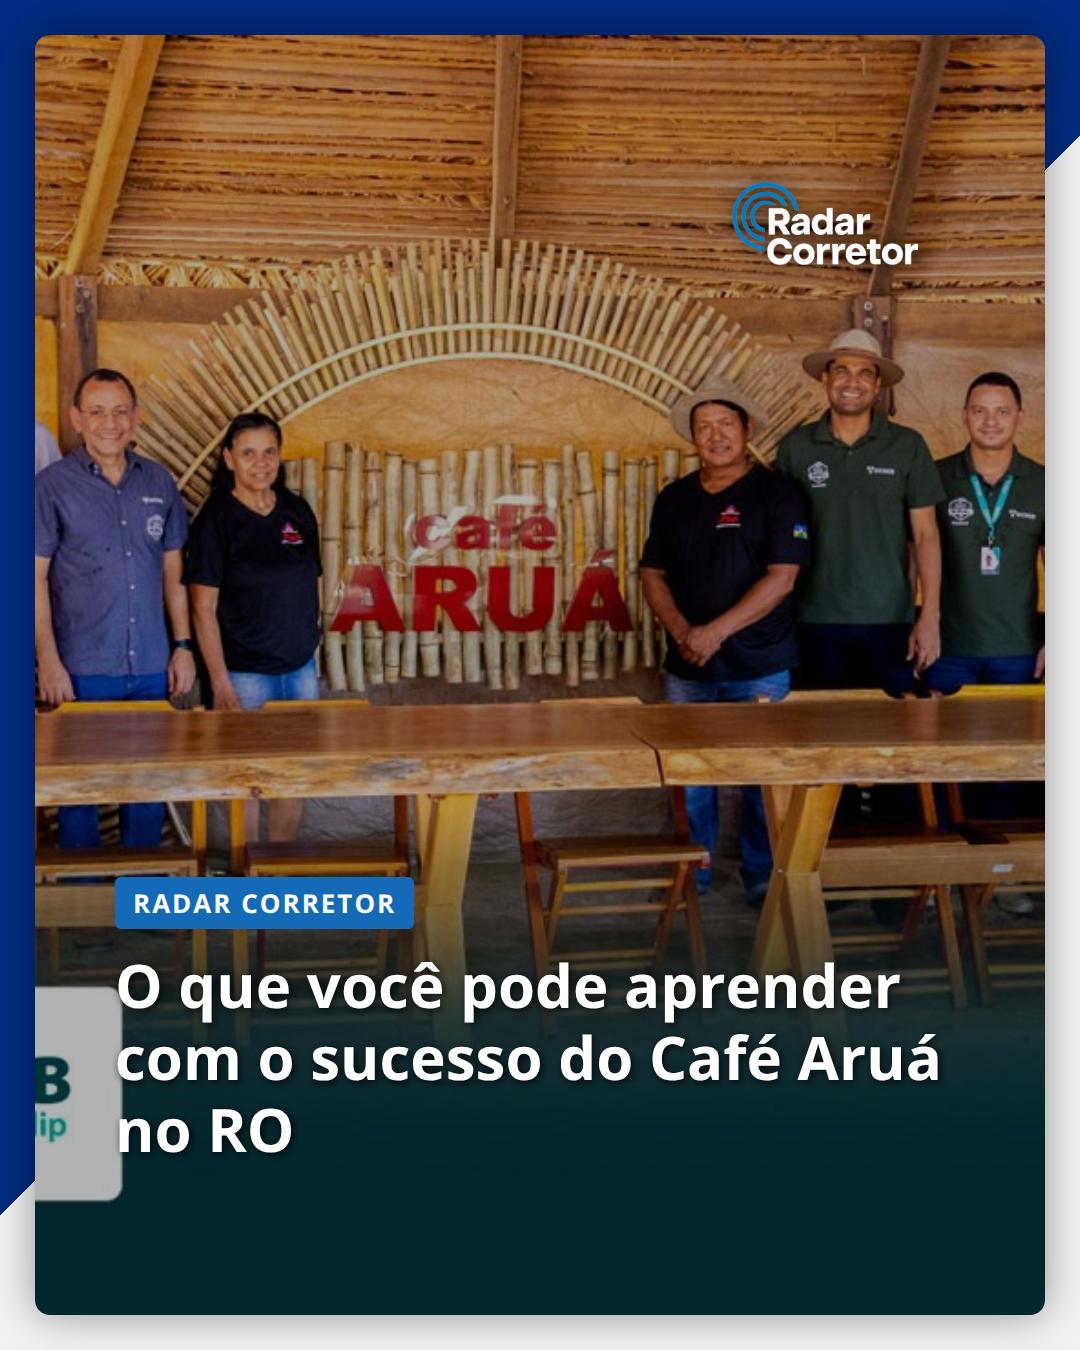 Radar
Corretor
café
ARUÁ
RADAR CORRETOR
O que você pode aprender
com o sucesso do Café Aruá
no RO
B
lip